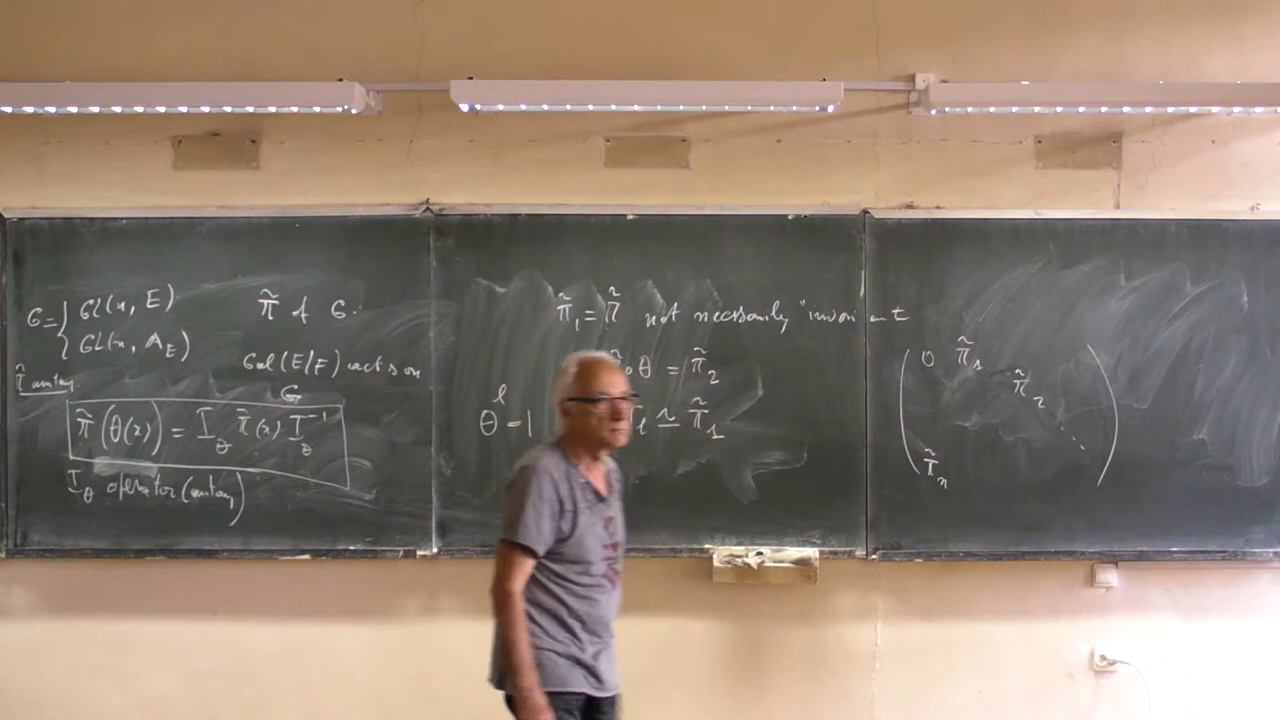 G = { GL(n, E)
GL(n, A_E)
π̃ of G.
Gal(E/F) acts on
G
π̃ unitary.
π̃(θ(x)) = I_θ π̃(x) I_θ^{-1}
I_θ operator (unitary)
π̃_1 = π̃ not necessarily "invariant
∘θ = π̃_2
θ^l = 1
≃ π̃_1
( 0 π̃_1
π̃_2
⋱
π̃_n )